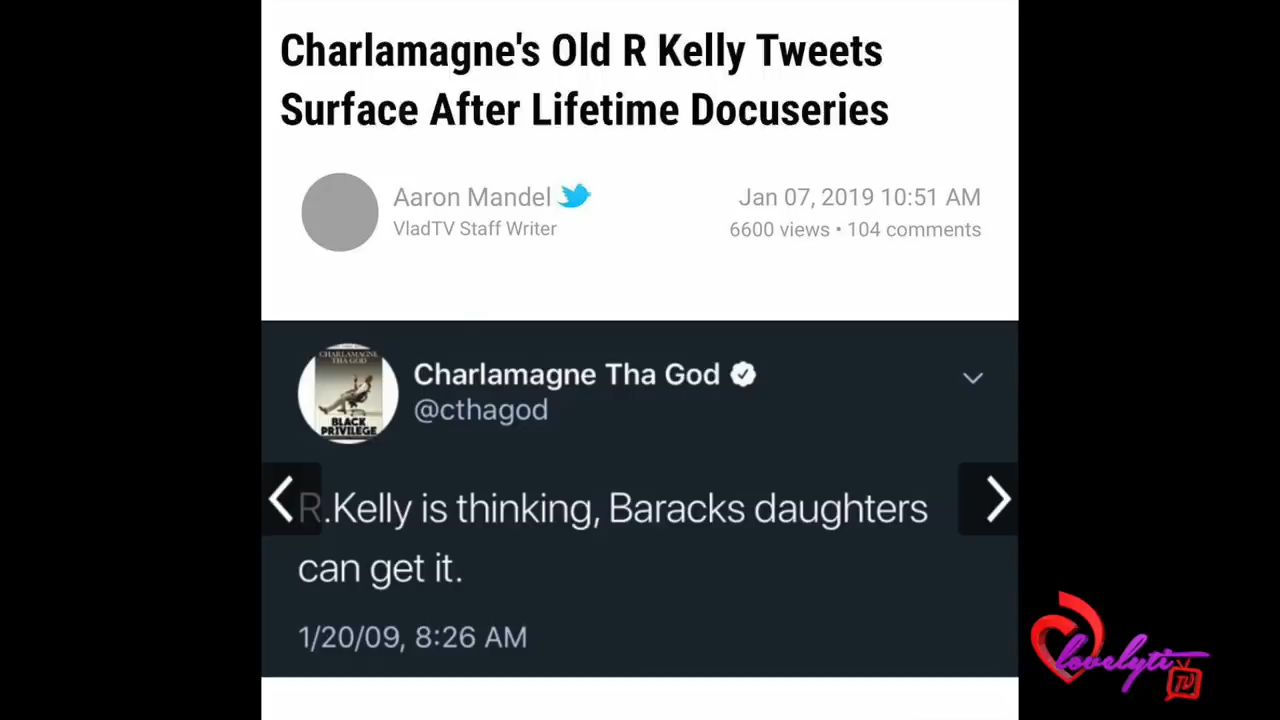 Charlamagne's Old R Kelly Tweets
Surface After Lifetime Docuseries
Aaron Mandel
Jan 07, 2019 10:51 AM
VladTV Staff Writer
6600 views • 104 comments
CHARLAMAGNE
THA GOD
BLACK
PRIVILEGE
Charlamagne Tha God
@cthagod
R.Kelly is thinking, Baracks daughters
can get it.
1/20/09, 8:26 AM
lovelyti
TV